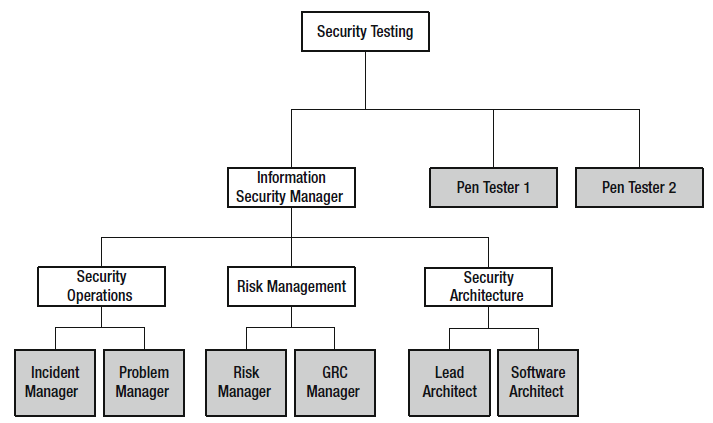 Security Testing
Information
Security Manager
Pen Tester 1
Pen Tester 2
Security
Operations
Risk Management
Security
Architecture
Incident
Manager
Problem
Manager
Risk
Manager
GRC
Manager
Lead
Architect
Software
Architect